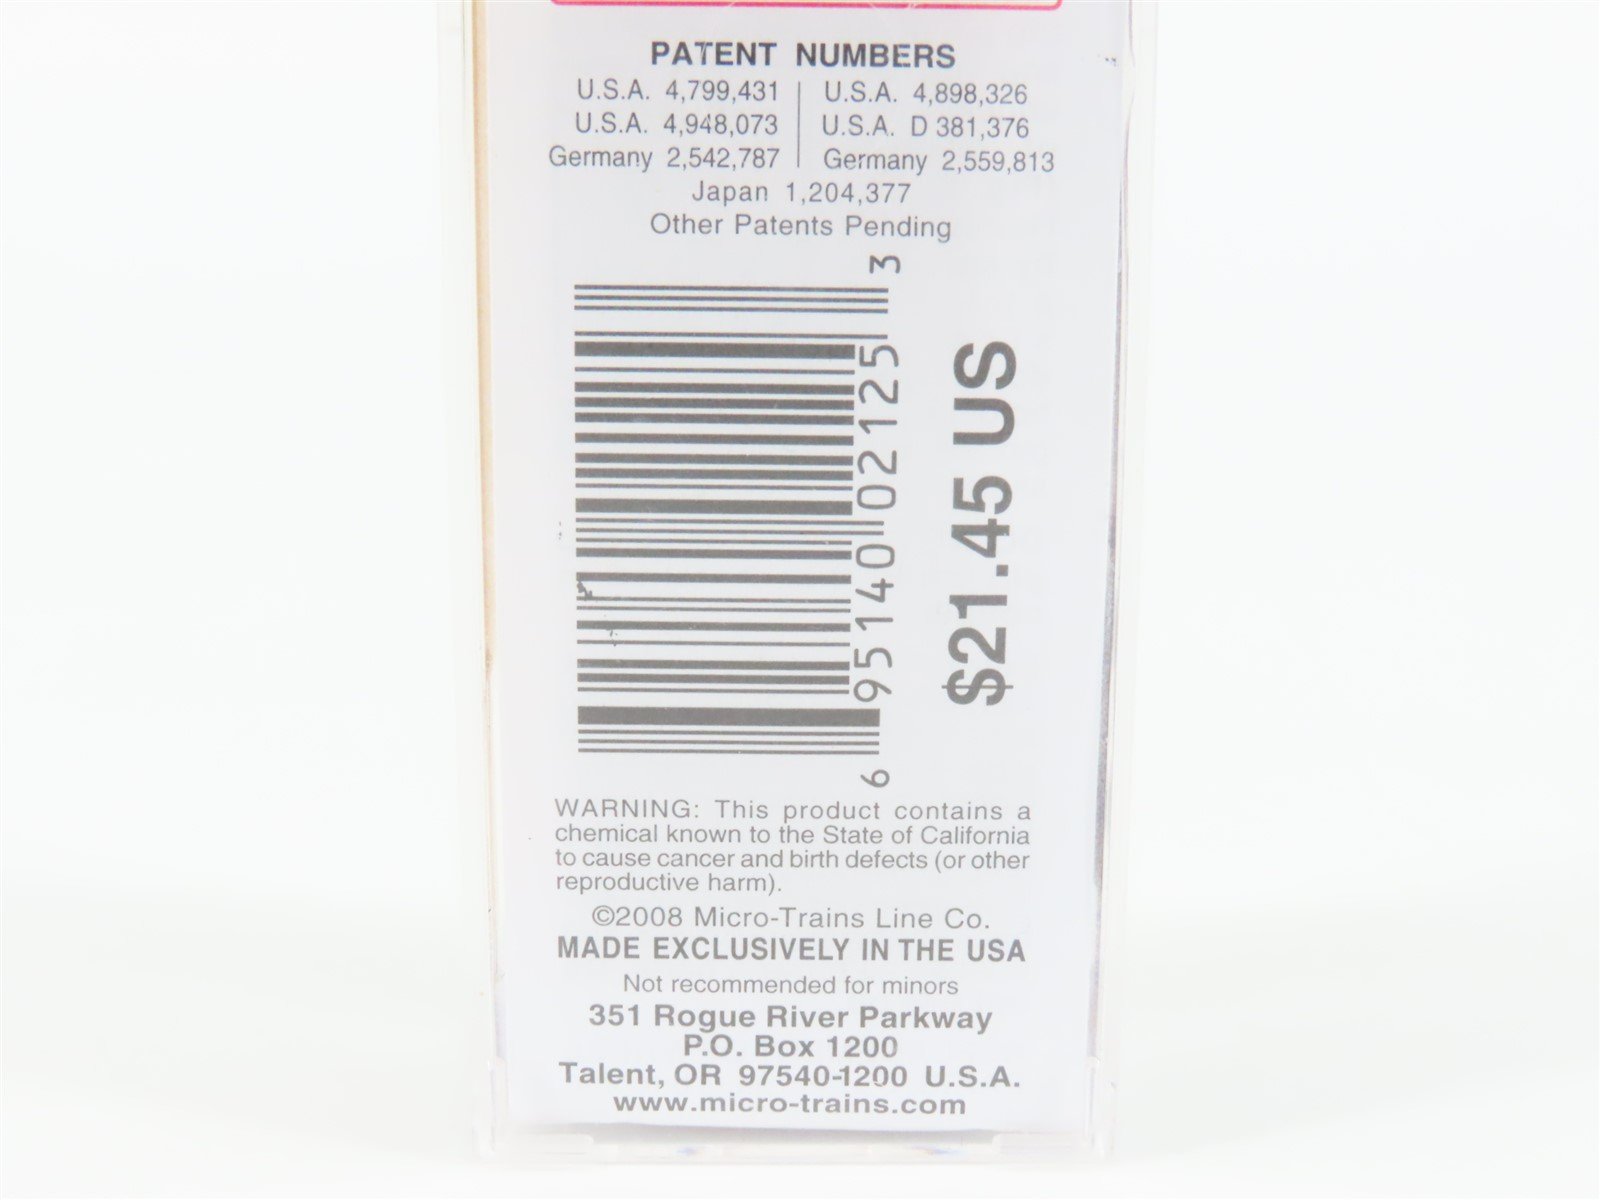 PATENT NUMBERS
U.S.A. 4,799,431 | U.S.A. 4,898,326
U.S.A. 4,948,073 | U.S.A. D 381,376
Germany 2,542,787 | Germany 2,559,813
Japan 1,204,377
Other Patents Pending
6 95140 02125 3
$21.45 US
WARNING: This product contains a
chemical known to the State of California
to cause cancer and birth defects (or other
reproductive harm).
©2008 Micro-Trains Line Co.
MADE EXCLUSIVELY IN THE USA
Not recommended for minors
351 Rogue River Parkway
P.O. Box 1200
Talent, OR 97540-1200 U.S.A.
www.micro-trains.com